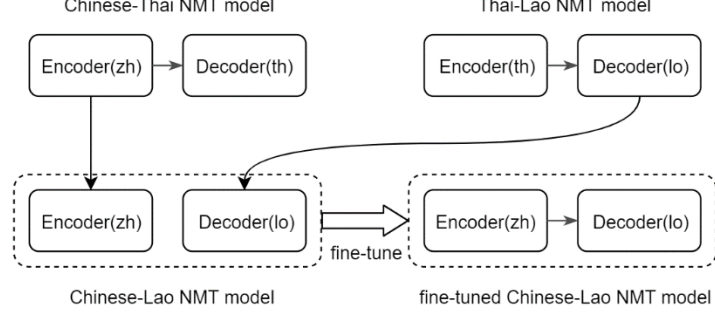 Chinese-Thai NMT model
Thai-Lao NMT model
Encoder(zh)
Decoder(th)
Encoder(th)
Decoder(lo)
Encoder(zh)
Decoder(lo)
fine-tune
Encoder(zh)
Decoder(lo)
Chinese-Lao NMT model
fine-tuned Chinese-Lao NMT model